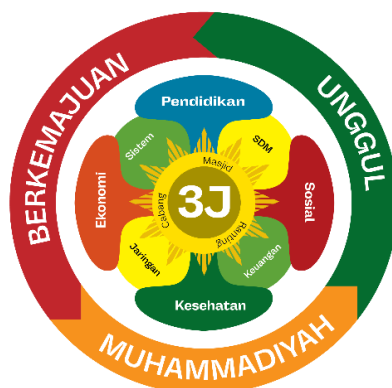 BERKEMAJUAN
UNGGUL
MUHAMMADIYAH
Pendidikan
Sistem
SDM
Ekonomi
Sosial
Masjid
Cabang
Ranting
3J
Jaringan
Keuangan
Kesehatan